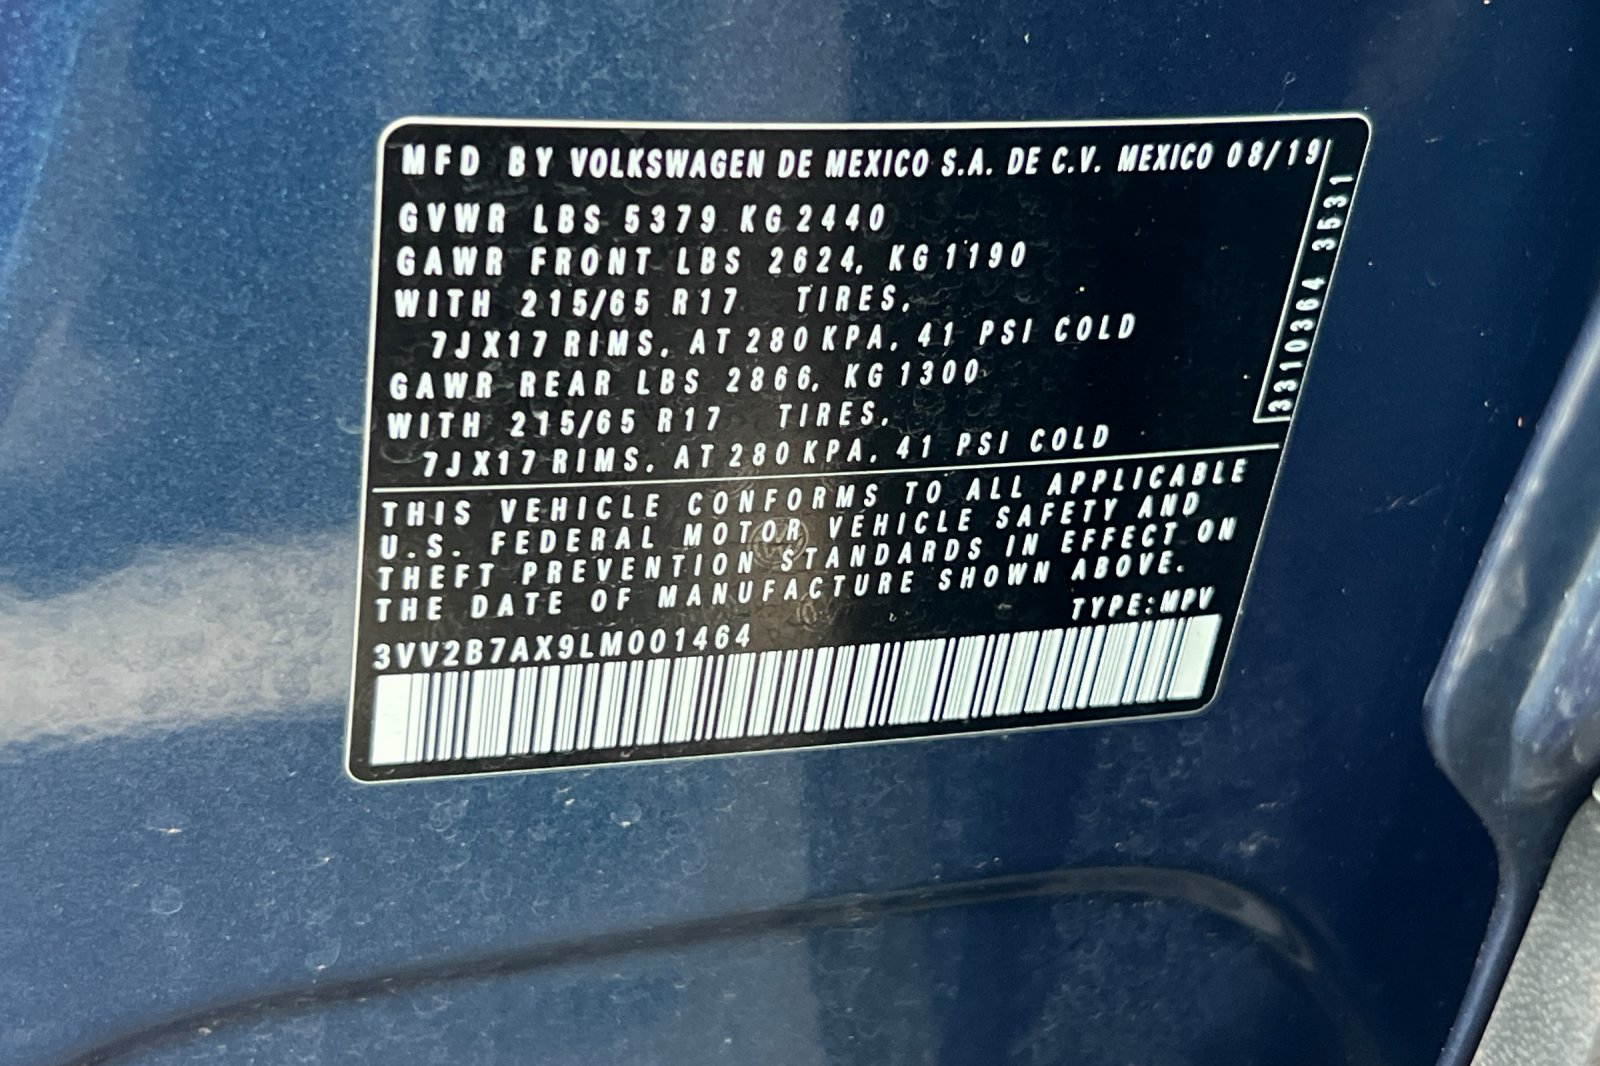 MFD BY VOLKSWAGEN DE MEXICO S.A. DE C.V. MEXICO 08/19
GVWR LBS 5379 KG 2440
GAWR FRONT LBS 2624, KG 1190
WITH 215/65 R17 TIRES,
7JX17 RIMS, AT 280 KPA, 41 PSI COLD
GAWR REAR LBS 2866, KG 1300
WITH 215/65 R17 TIRES,
7JX17 RIMS, AT 280 KPA, 41 PSI COLD
3310364 3531
THIS VEHICLE CONFORMS TO ALL APPLICABLE
U.S. FEDERAL MOTOR VEHICLE SAFETY AND
THEFT PREVENTION STANDARDS IN EFFECT ON
THE DATE OF MANUFACTURE SHOWN ABOVE.
TYPE:MPV
3VV2B7AX9LM001464